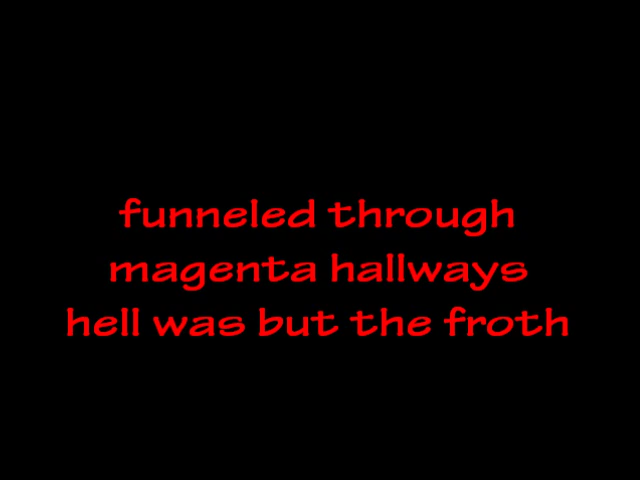 funneled through
magenta hallways
hell was but the froth